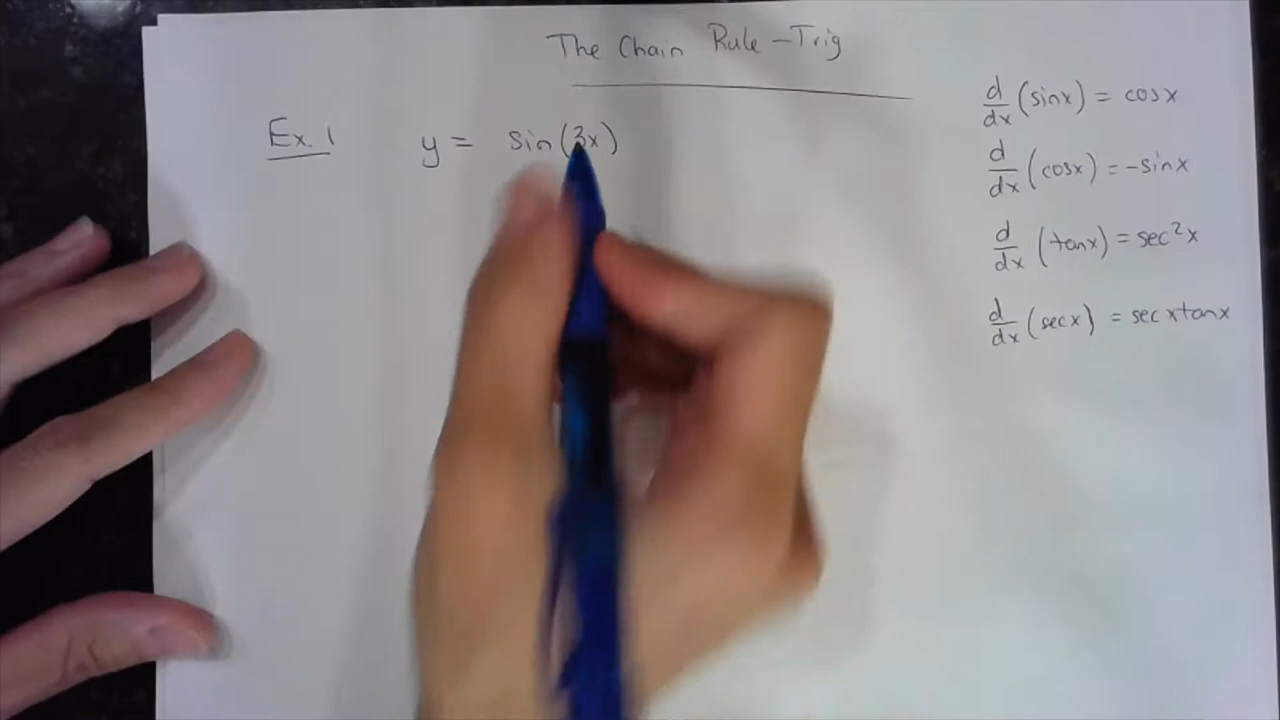 The Chain Rule - Trig
Ex. 1 y = sin(3x)
d/dx (sinx) = cosx
d/dx (cosx) = -sinx
d/dx (tanx) = sec²x
d/dx (secx) = secxtanx